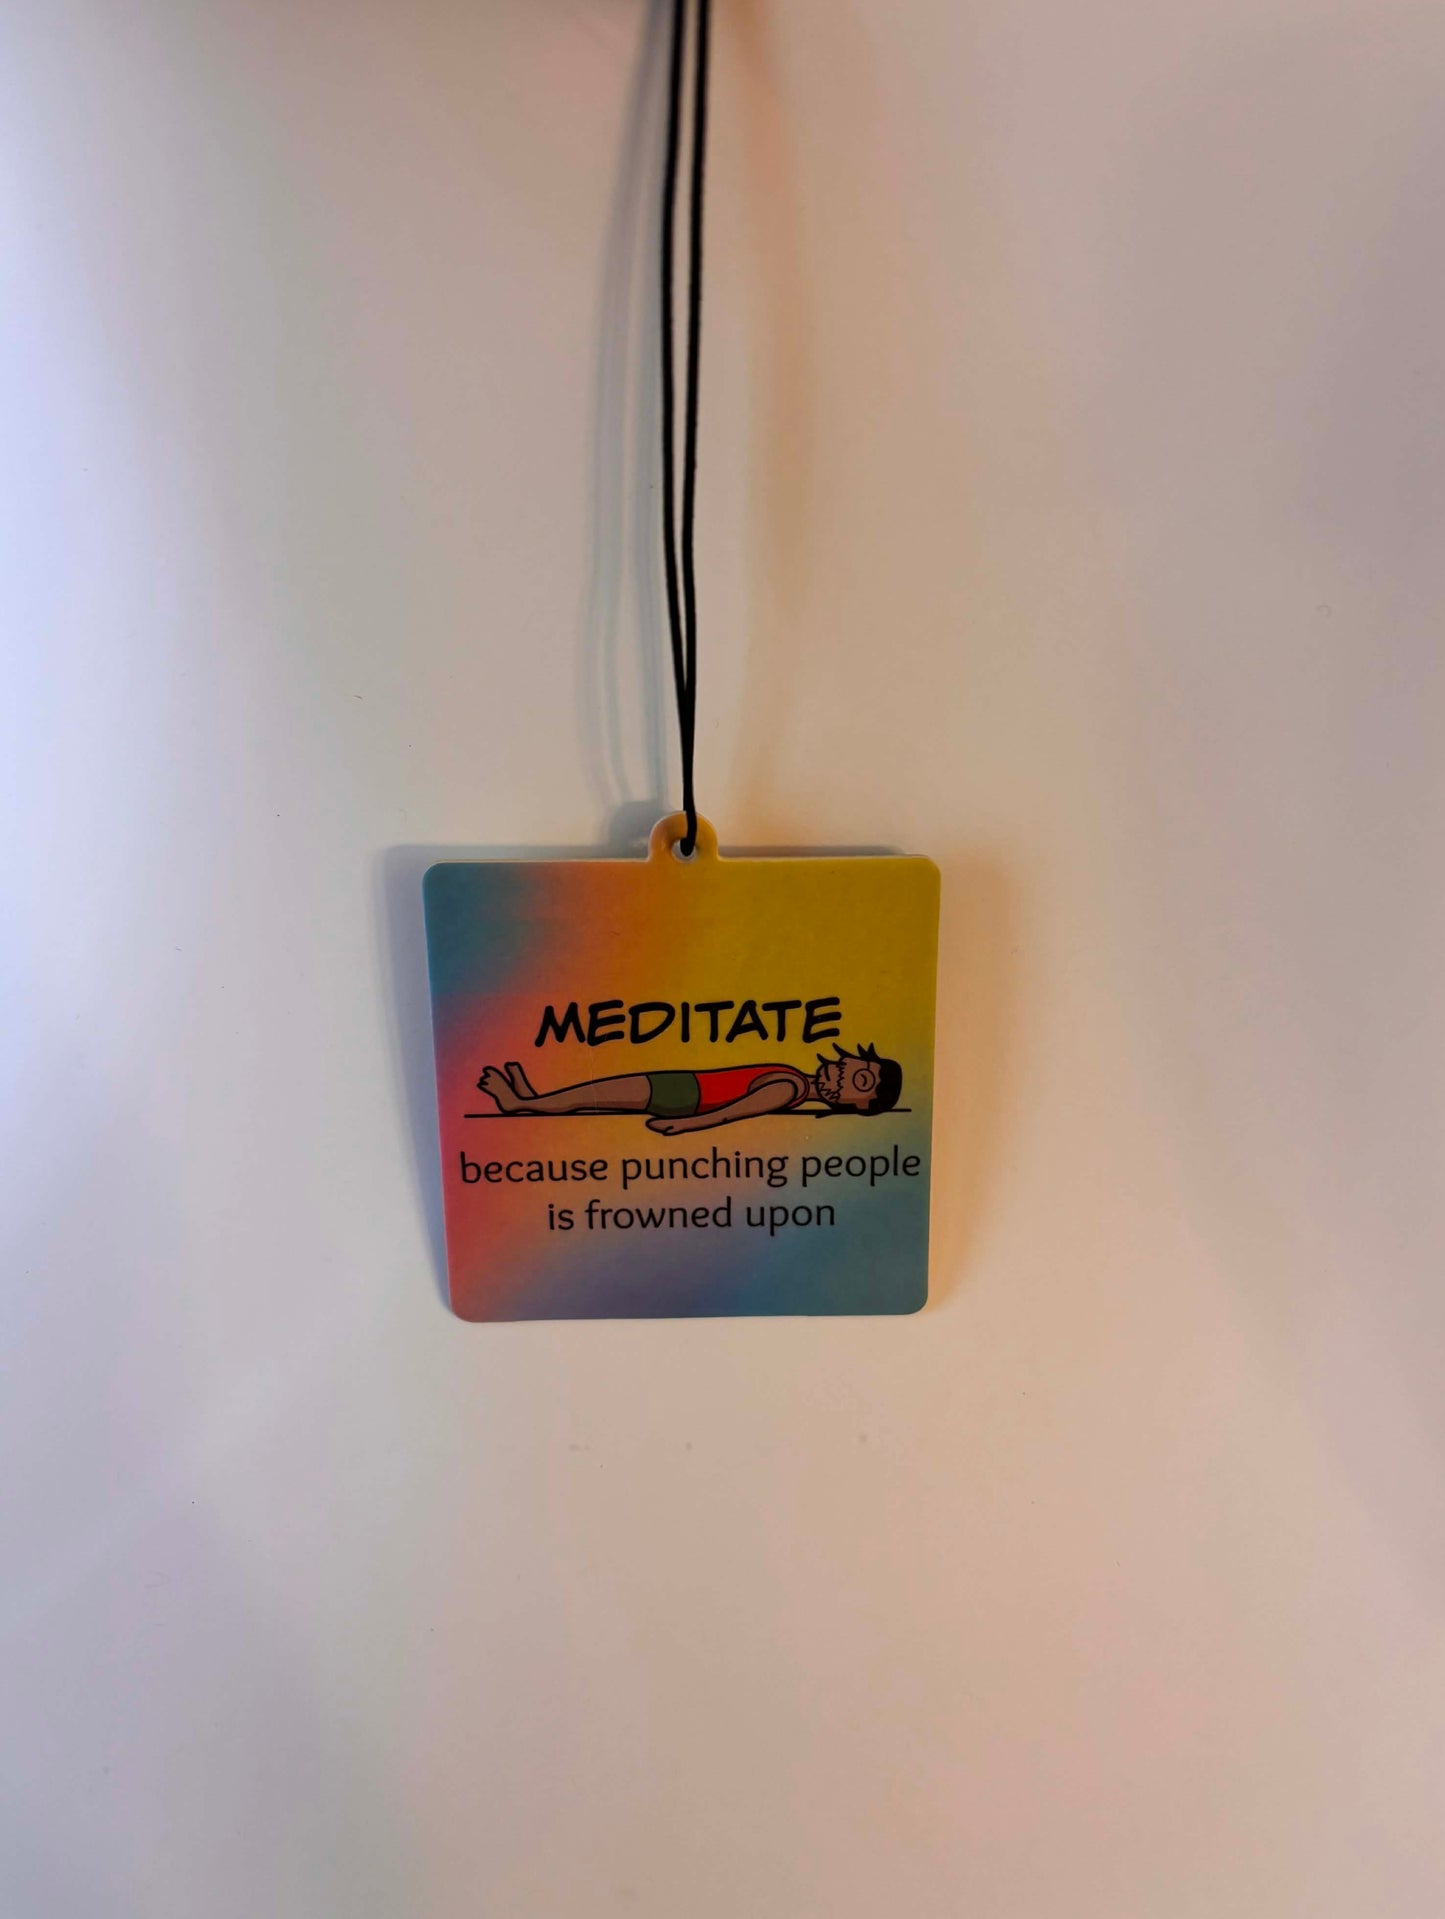 MEDITATE
because punching people
is frowned upon